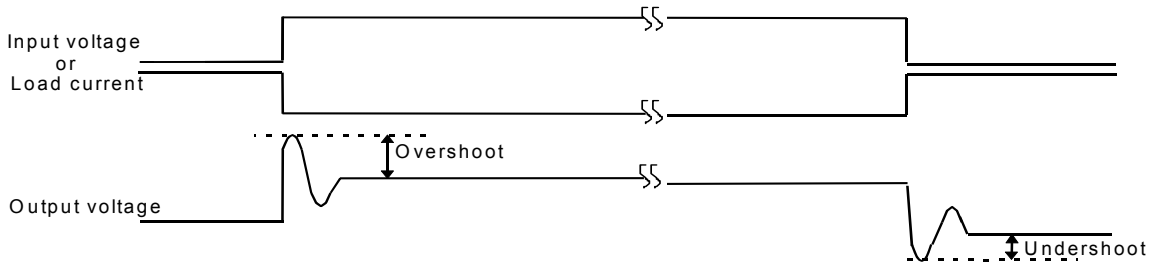 Input voltage
or
Load current
Overshoot
Output voltage
Undershoot